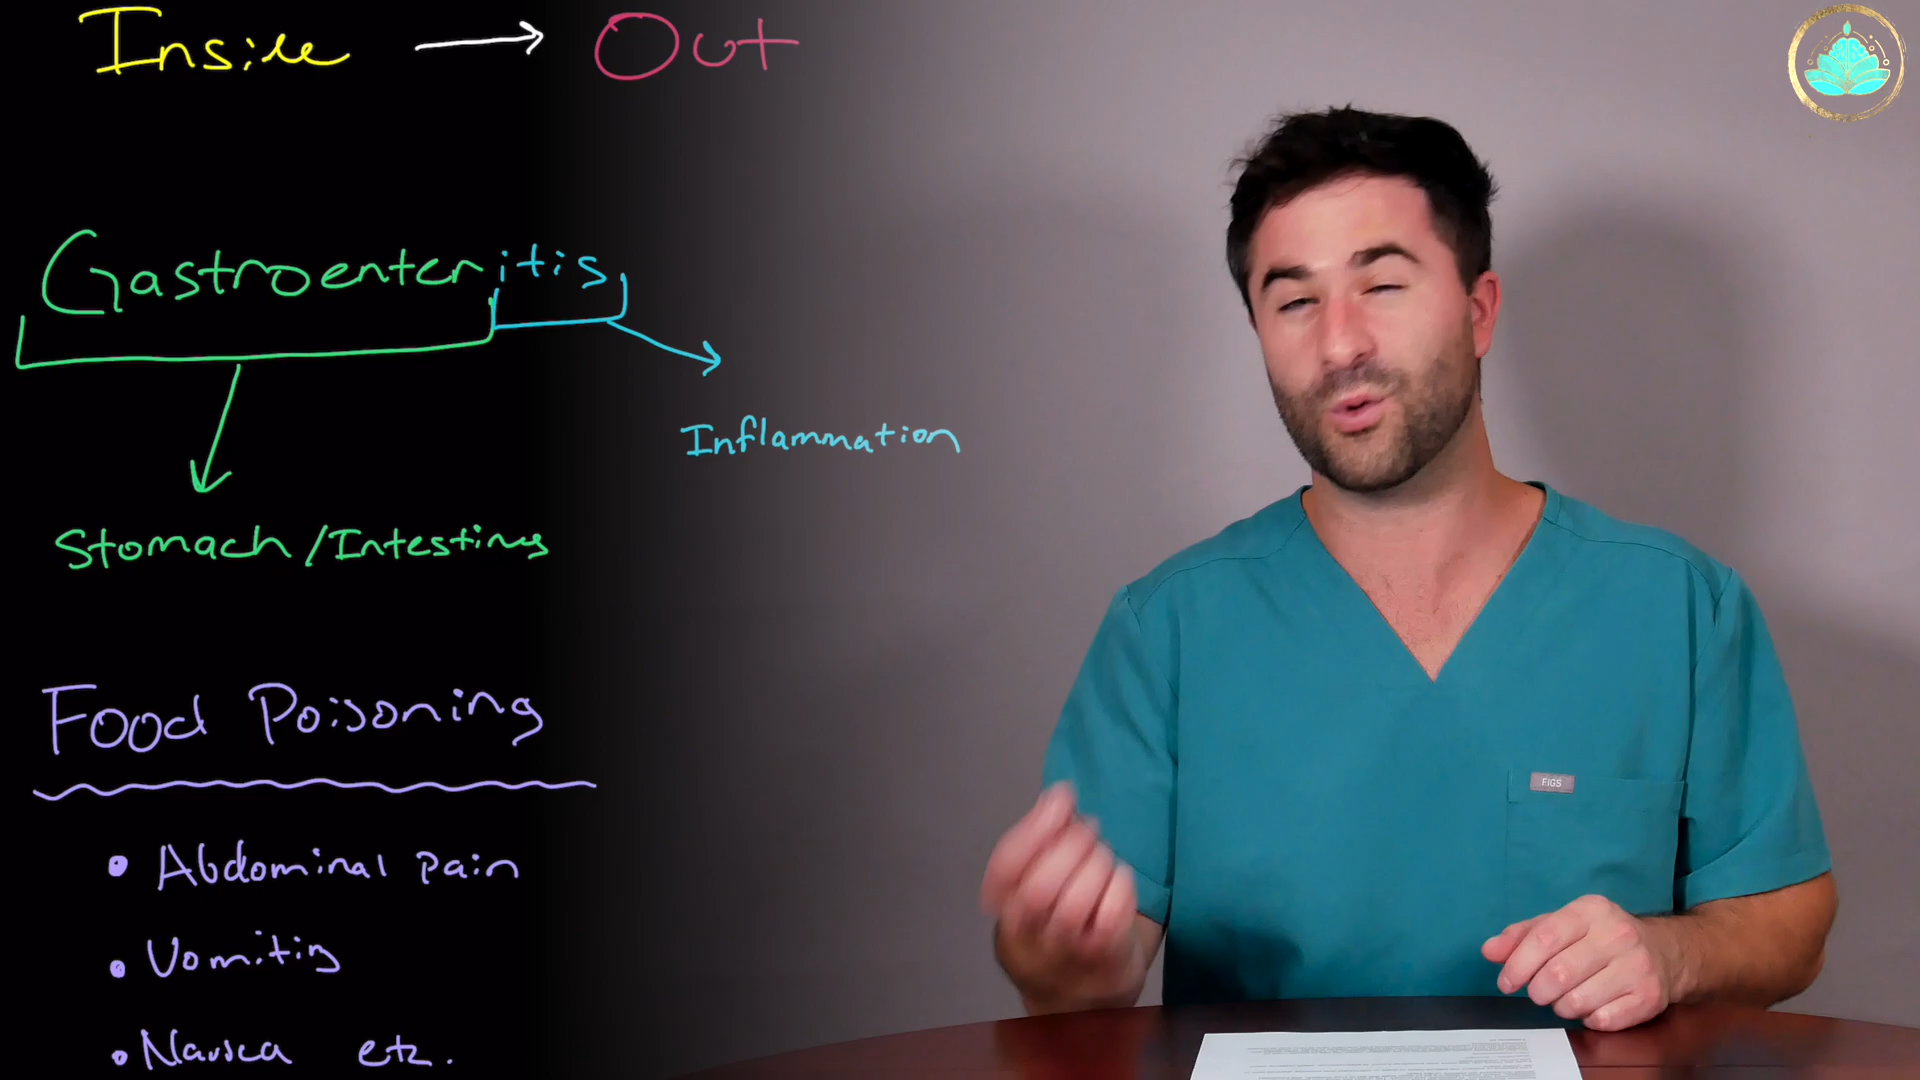 Inside → Out
Gastroenteritis
Inflammation
Stomach/Intestines
Food Poisoning
• Abdominal pain
• Vomiting
• Nausea etc.
FIGS